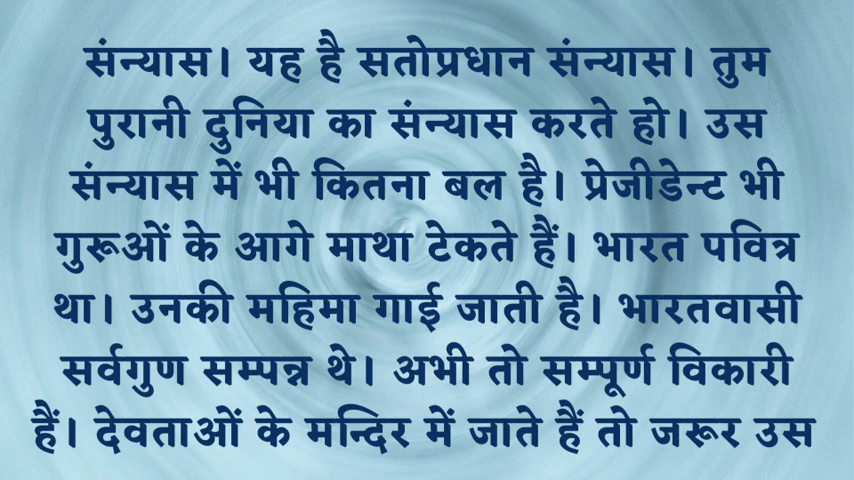 संन्यास। यह है सतोप्रधान संन्यास। तुम
पुरानी दुनिया का संन्यास करते हो। उस
संन्यास में भी कितना बल है। प्रेजीडेन्ट भी
गुरूओं के आगे माथा टेकते हैं। भारत पवित्र
था। उनकी महिमा गाई जाती है। भारतवासी
सर्वगुण सम्पन्न थे। अभी तो सम्पूर्ण विकारी
हैं। देवताओं के मन्दिर में जाते हैं तो जरूर उस